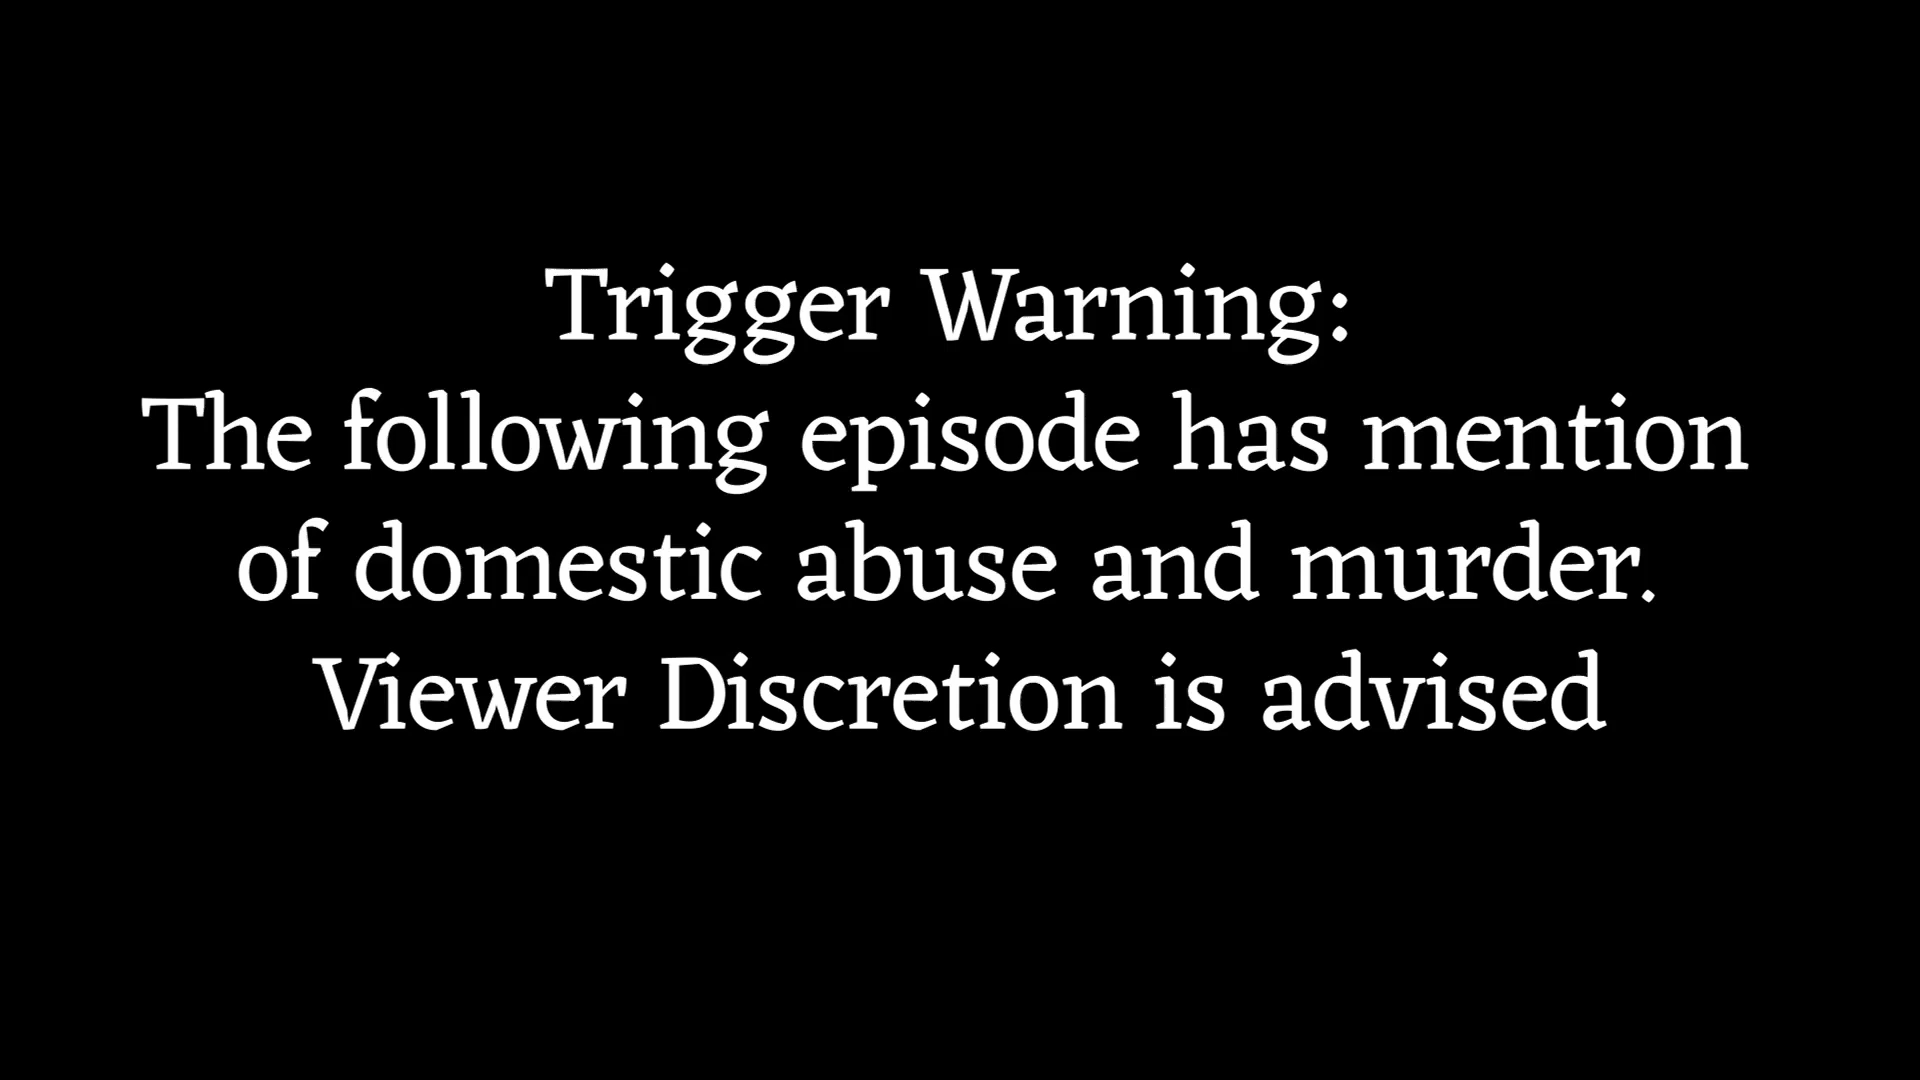 Trigger Warning:
The following episode has mention
of domestic abuse and murder.
Viewer Discretion is advised